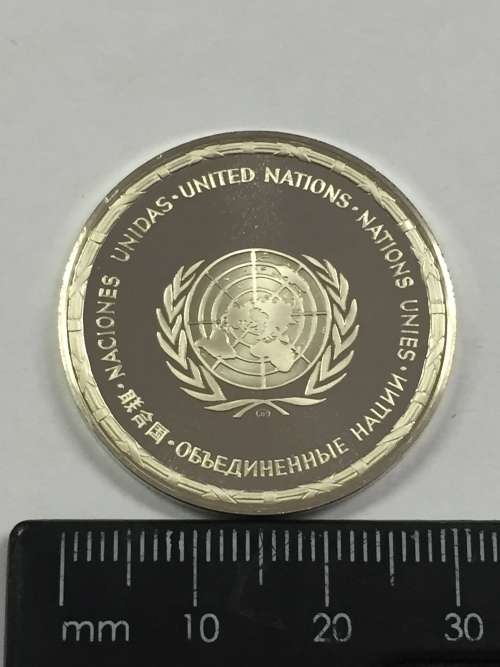 UNITED NATIONS · NATIONS UNIES · ОБЪЕДИНЕННЫЕ НАЦИИ · 联合国 · NACIONES UNIDAS ·
mm 10 20 30